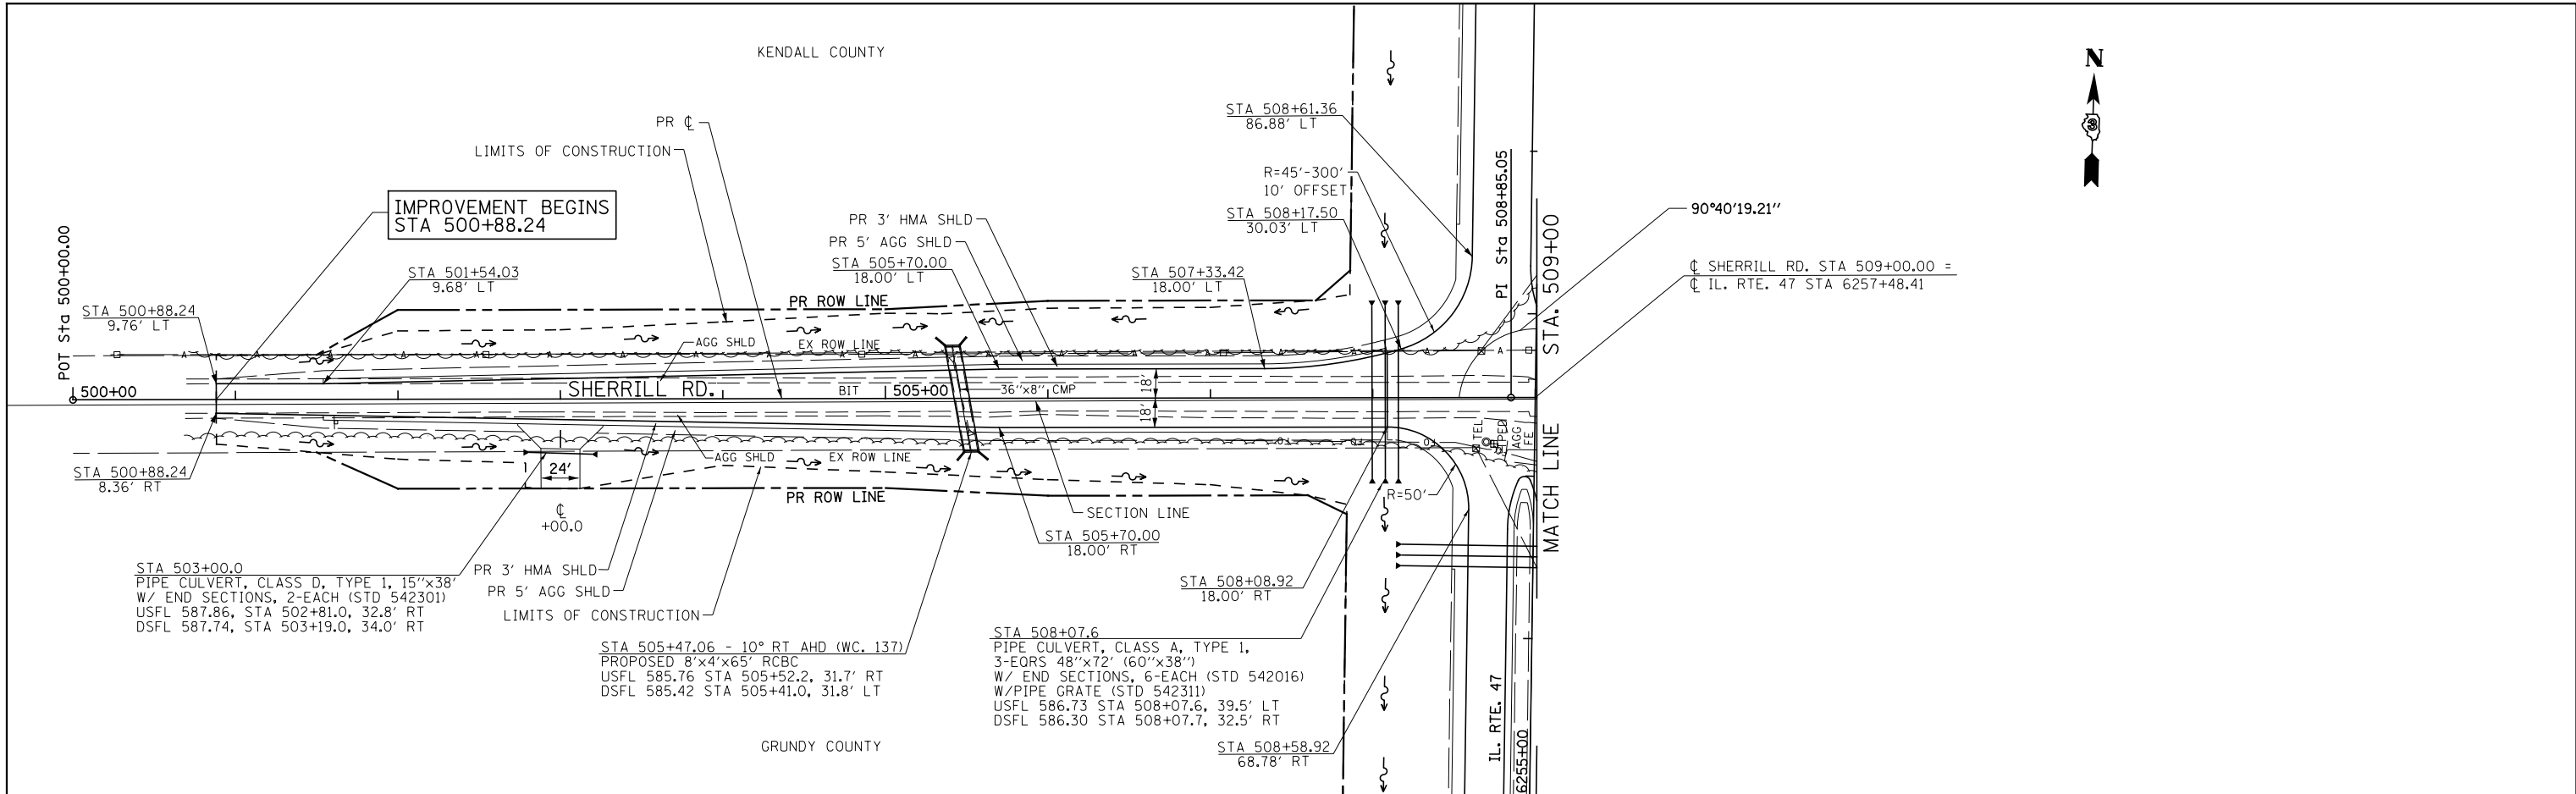 KENDALL COUNTY
N
3
STA 508+61.36
86.88' LT
PR ℄
LIMITS OF CONSTRUCTION
R=45'-300'
10' OFFSET
IMPROVEMENT BEGINS
STA 500+88.24
PR 3' HMA SHLD
STA 508+17.50
30.03' LT
PI Sta 508+85.05
90°40'19.21"
PR 5' AGG SHLD
POT Sta 500+00.00
STA 501+54.03
9.68' LT
STA 505+70.00
18.00' LT
STA 507+33.42
18.00' LT
℄ SHERRILL RD. STA 509+00.00 =
℄ IL. RTE. 47 STA 6257+48.41
MATCH LINE STA. 509+00
PR ROW LINE
STA 500+88.24
9.76' LT
AGG SHLD
EX ROW LINE
A A A A A A A A A A A A A A A A
500+00
SHERRILL RD.
BIT
505+00
36"x8" CMP
18'
18'
TEL
PED
AGG
FE
AGG SHLD
EX ROW LINE
STA 500+88.24
8.36' RT
24'
PR ROW LINE
R=50'
℄
+00.0
SECTION LINE
STA 505+70.00
18.00' RT
STA 503+00.0
PIPE CULVERT, CLASS D, TYPE 1, 15"x38'
W/ END SECTIONS, 2-EACH (STD 542301)
USFL 587.86, STA 502+81.0, 32.8' RT
DSFL 587.74, STA 503+19.0, 34.0' RT
PR 3' HMA SHLD
PR 5' AGG SHLD
LIMITS OF CONSTRUCTION
STA 508+08.92
18.00' RT
STA 505+47.06 - 10° RT AHD (WC. 137)
PROPOSED 8'x4'x65' RCBC
USFL 585.76 STA 505+52.2, 31.7' RT
DSFL 585.42 STA 505+41.0, 31.8' LT
STA 508+07.6
PIPE CULVERT, CLASS A, TYPE 1,
3-EQRS 48"x72' (60"x38")
W/ END SECTIONS, 6-EACH (STD 542016)
W/PIPE GRATE (STD 542311)
USFL 586.73 STA 508+07.6, 39.5' LT
DSFL 586.30 STA 508+07.7, 32.5' RT
GRUNDY COUNTY
STA 508+58.92
68.78' RT
IL. RTE. 47
6255+00